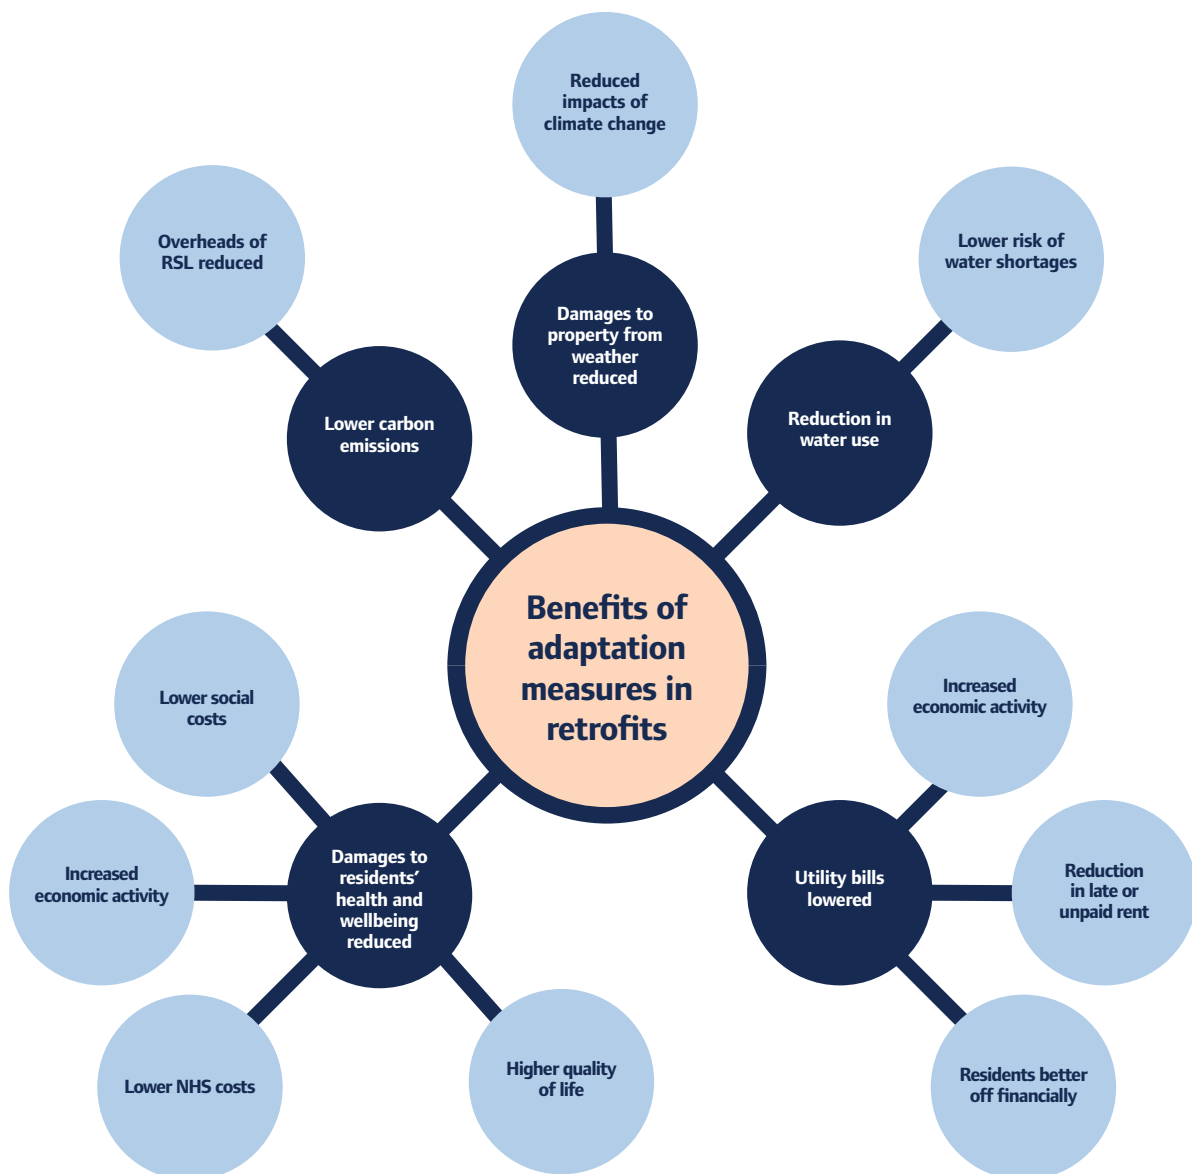 Reduced
impacts of
climate change
Overheads of
RSL reduced
Lower risk of
water shortages
Damages to
property from
weather
reduced
Lower carbon
emissions
Reduction in
water use
Benefits of
adaptation
measures in
retrofits
Lower social
costs
Increased
economic activity
Increased
economic activity
Damages to
residents’
health and
wellbeing
reduced
Utility bills
lowered
Reduction
in late or
unpaid rent
Lower NHS costs
Higher quality
of life
Residents better
off financially